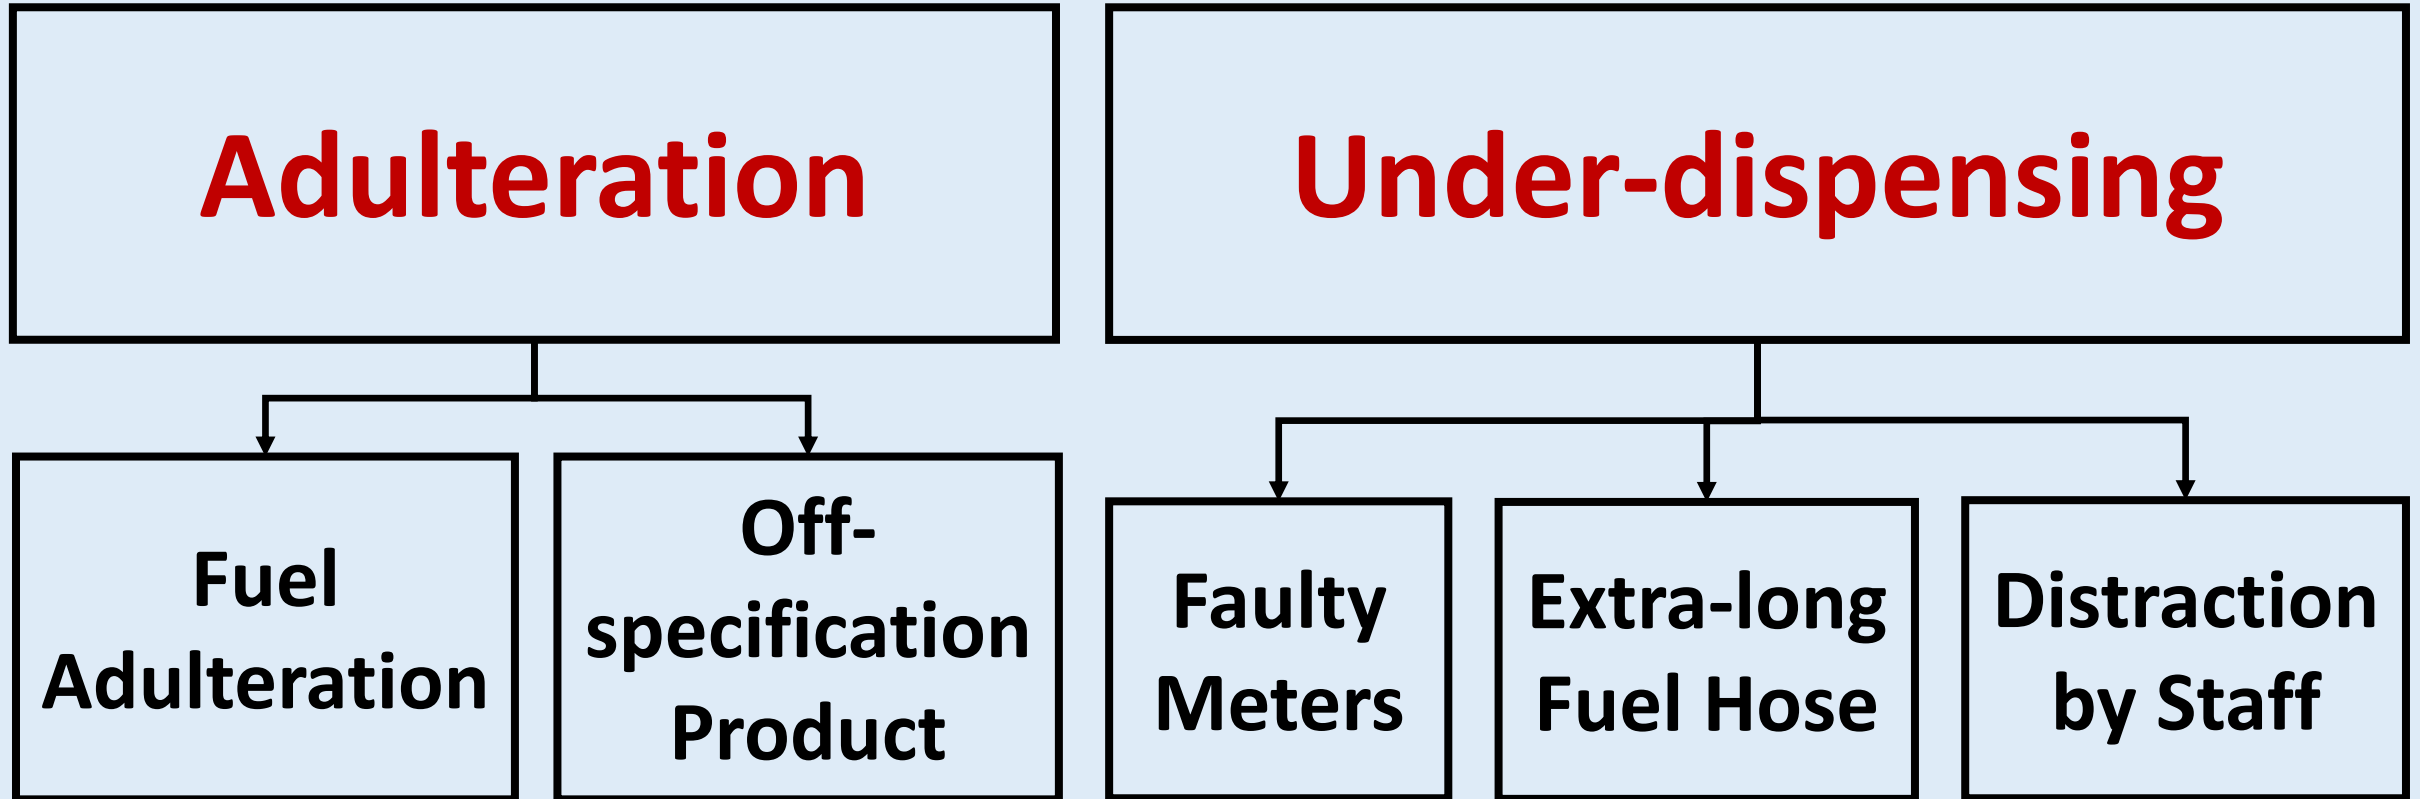 Adulteration
Under-dispensing
Fuel
Adulteration
Off-
specification
Product
Faulty
Meters
Extra-long
Fuel Hose
Distraction
by Staff